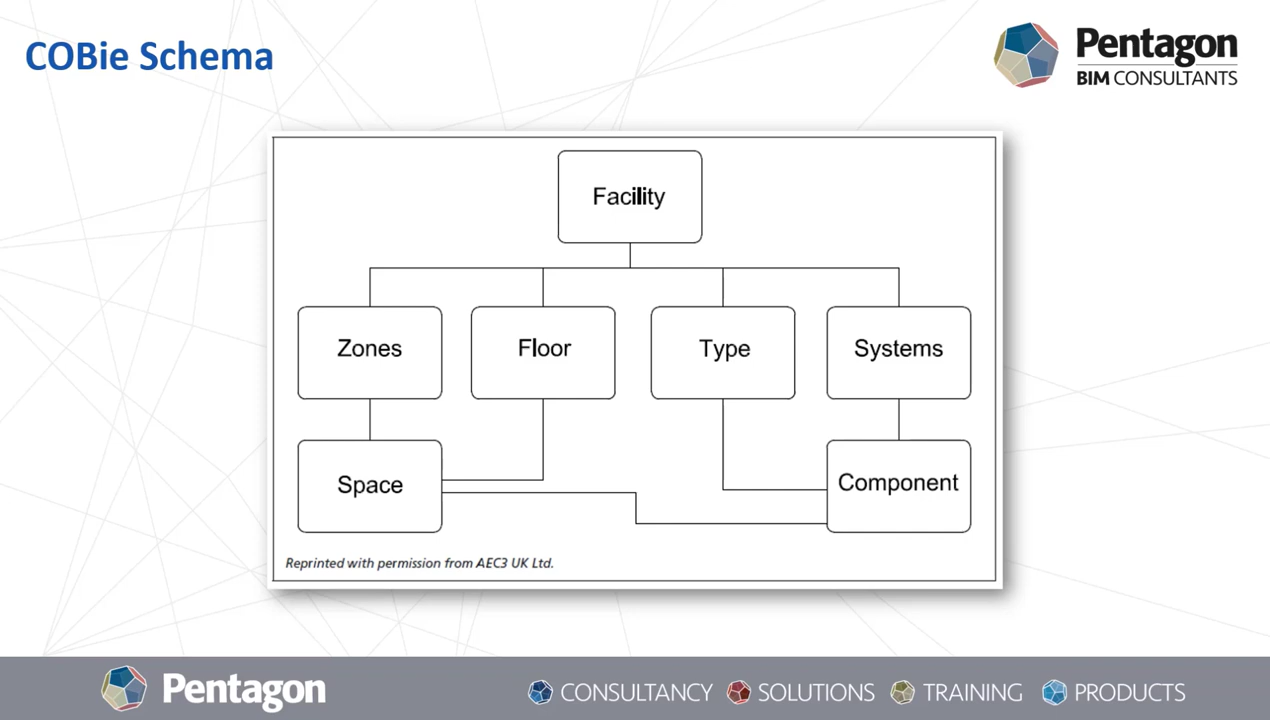 COBie Schema
Pentagon
BIM CONSULTANTS
Facility
Zones
Floor
Type
Systems
Space
Component
Reprinted with permission from AEC3 UK Ltd.
Pentagon
CONSULTANCY
SOLUTIONS
TRAINING
PRODUCTS